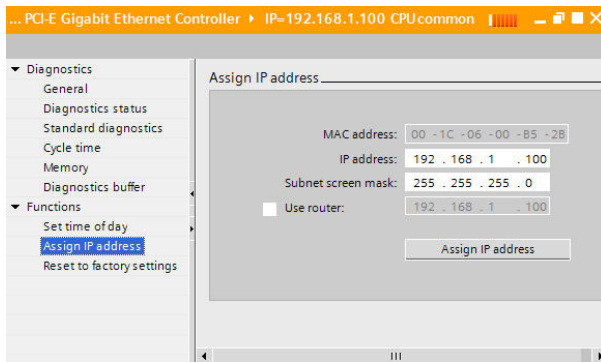 ... PCI-E Gigabit Ethernet Controller ▸ IP=192.168.1.100 CPUcommon
Diagnostics
General
Diagnostics status
Standard diagnostics
Cycle time
Memory
Diagnostics buffer
Functions
Set time of day
Assign IP address
Reset to factory settings
Assign IP address
MAC address: 00 -1C -06 -00 -B5 -2B
IP address: 192 . 168 . 1 . 100
Subnet screen mask: 255 . 255 . 255 . 0
Use router: 192 . 168 . 1 . 100
Assign IP address